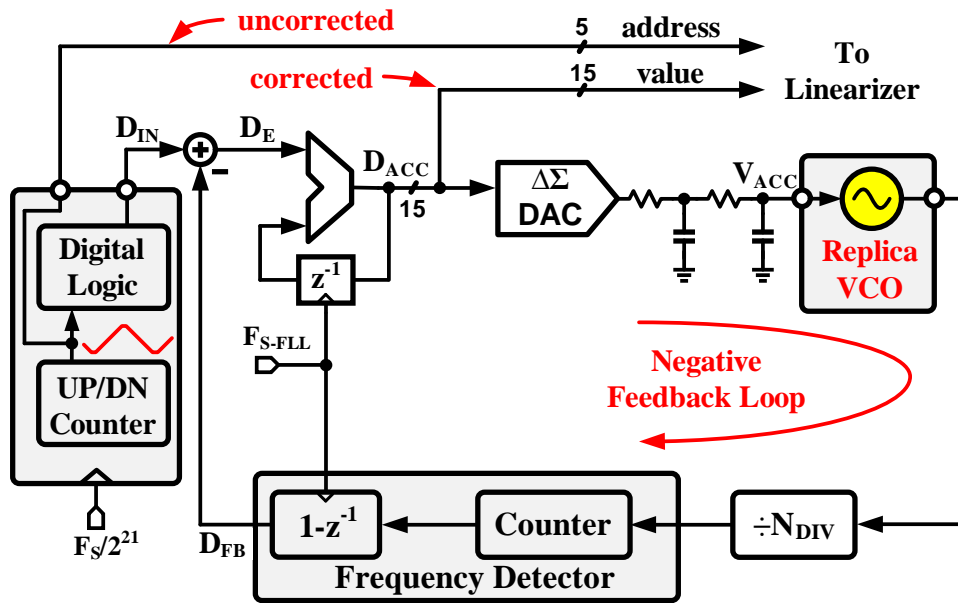 uncorrected
5 address
corrected
15 value
To
Linearizer
D_IN
D_E
+
-
D_ACC
15
ΔΣ
DAC
V_ACC
Replica
VCO
Digital
Logic
z^-1
F_S-FLL
UP/DN
Counter
Negative
Feedback Loop
F_S/2^21
D_FB
1-z^-1
Counter
÷N_DIV
Frequency Detector